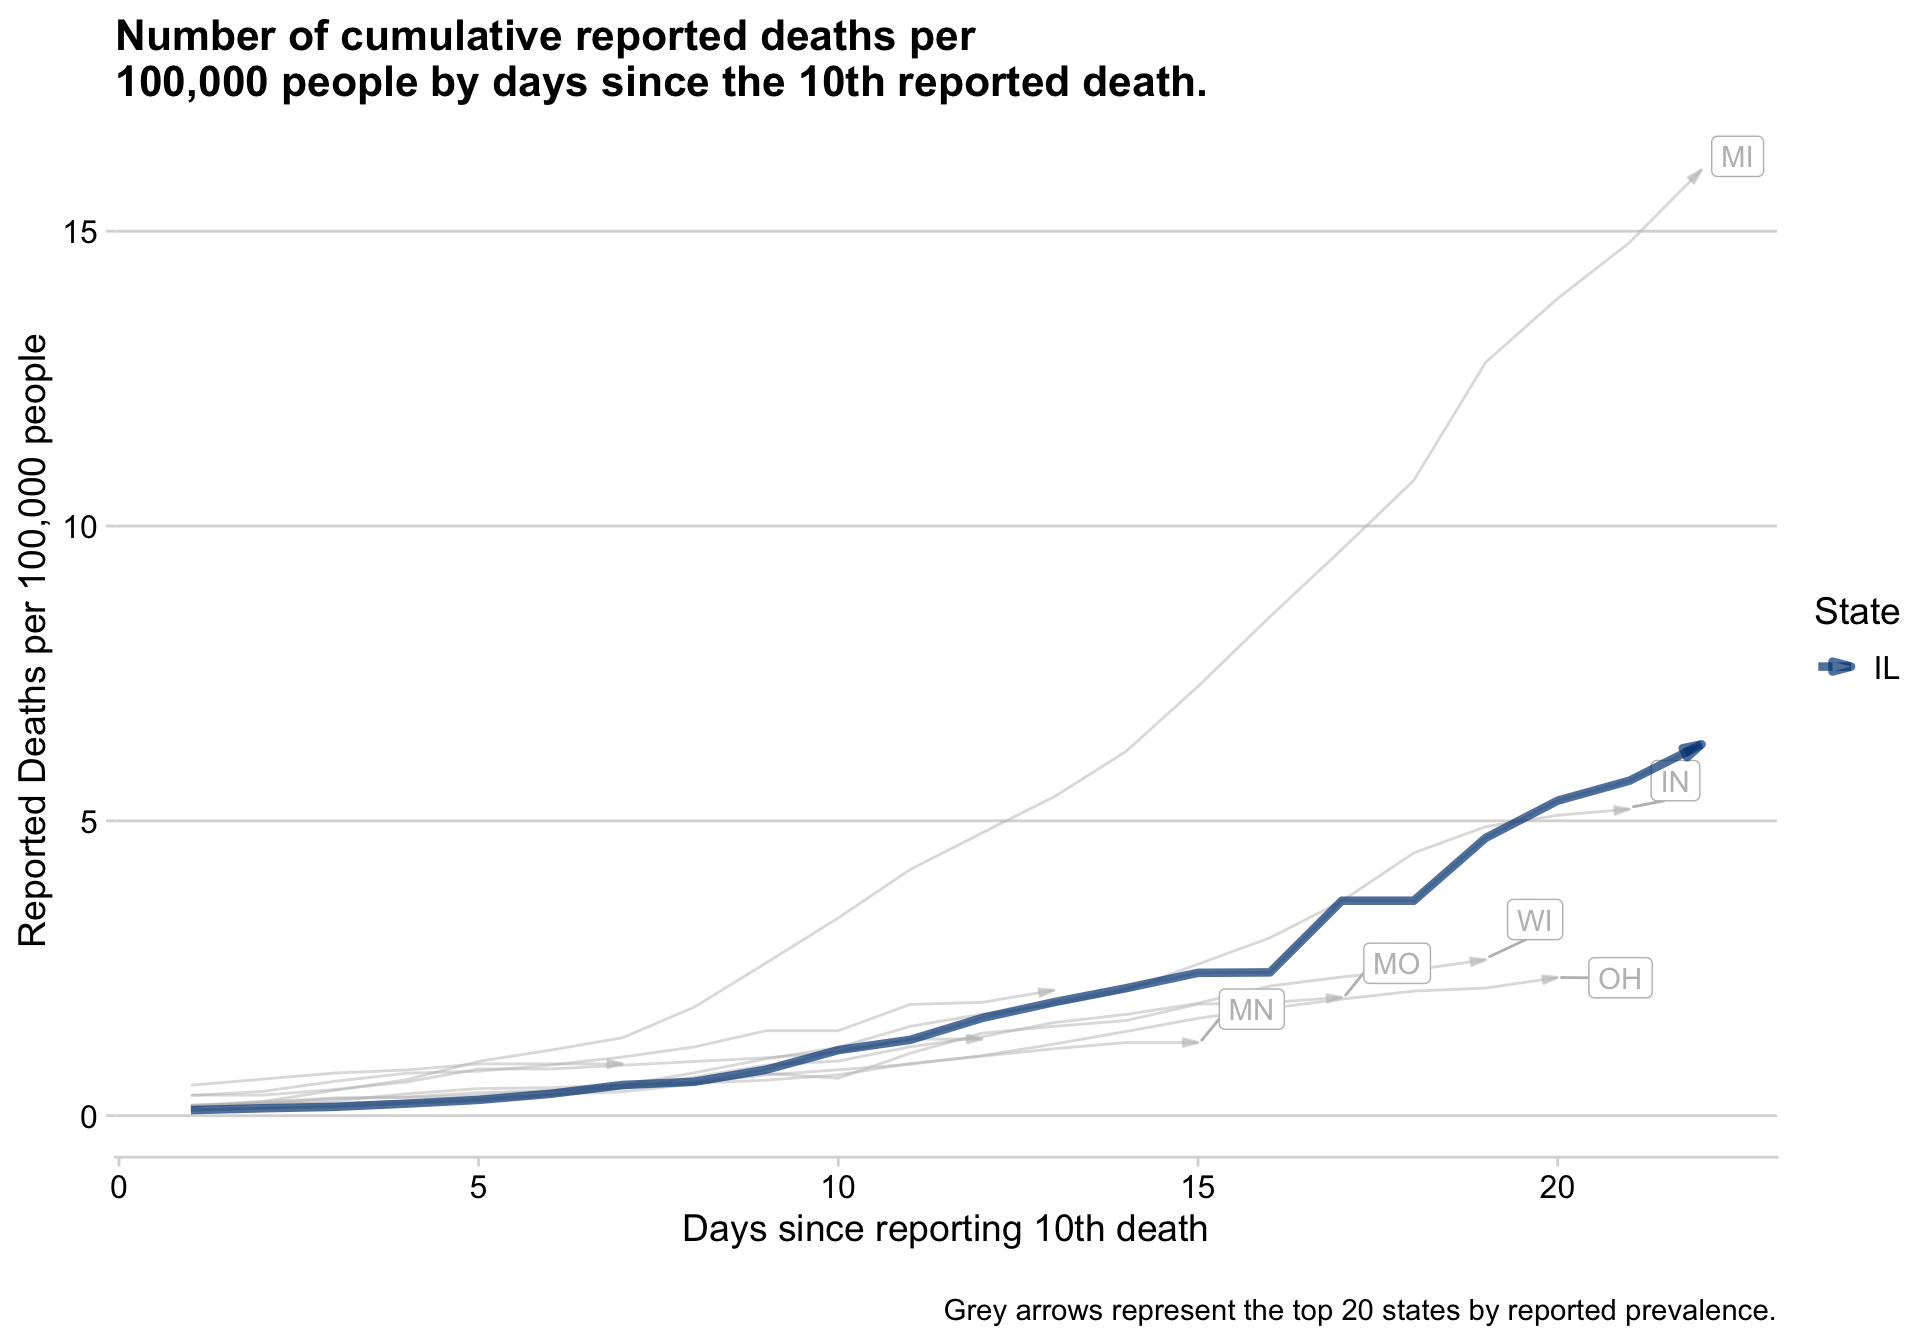 Number of cumulative reported deaths per
100,000 people by days since the 10th reported death.
MI
15
10
5
0
Reported Deaths per 100,000 people
State
IL
IN
WI
MO
OH
MN
0 5 10 15 20
Days since reporting 10th death
Grey arrows represent the top 20 states by reported prevalence.